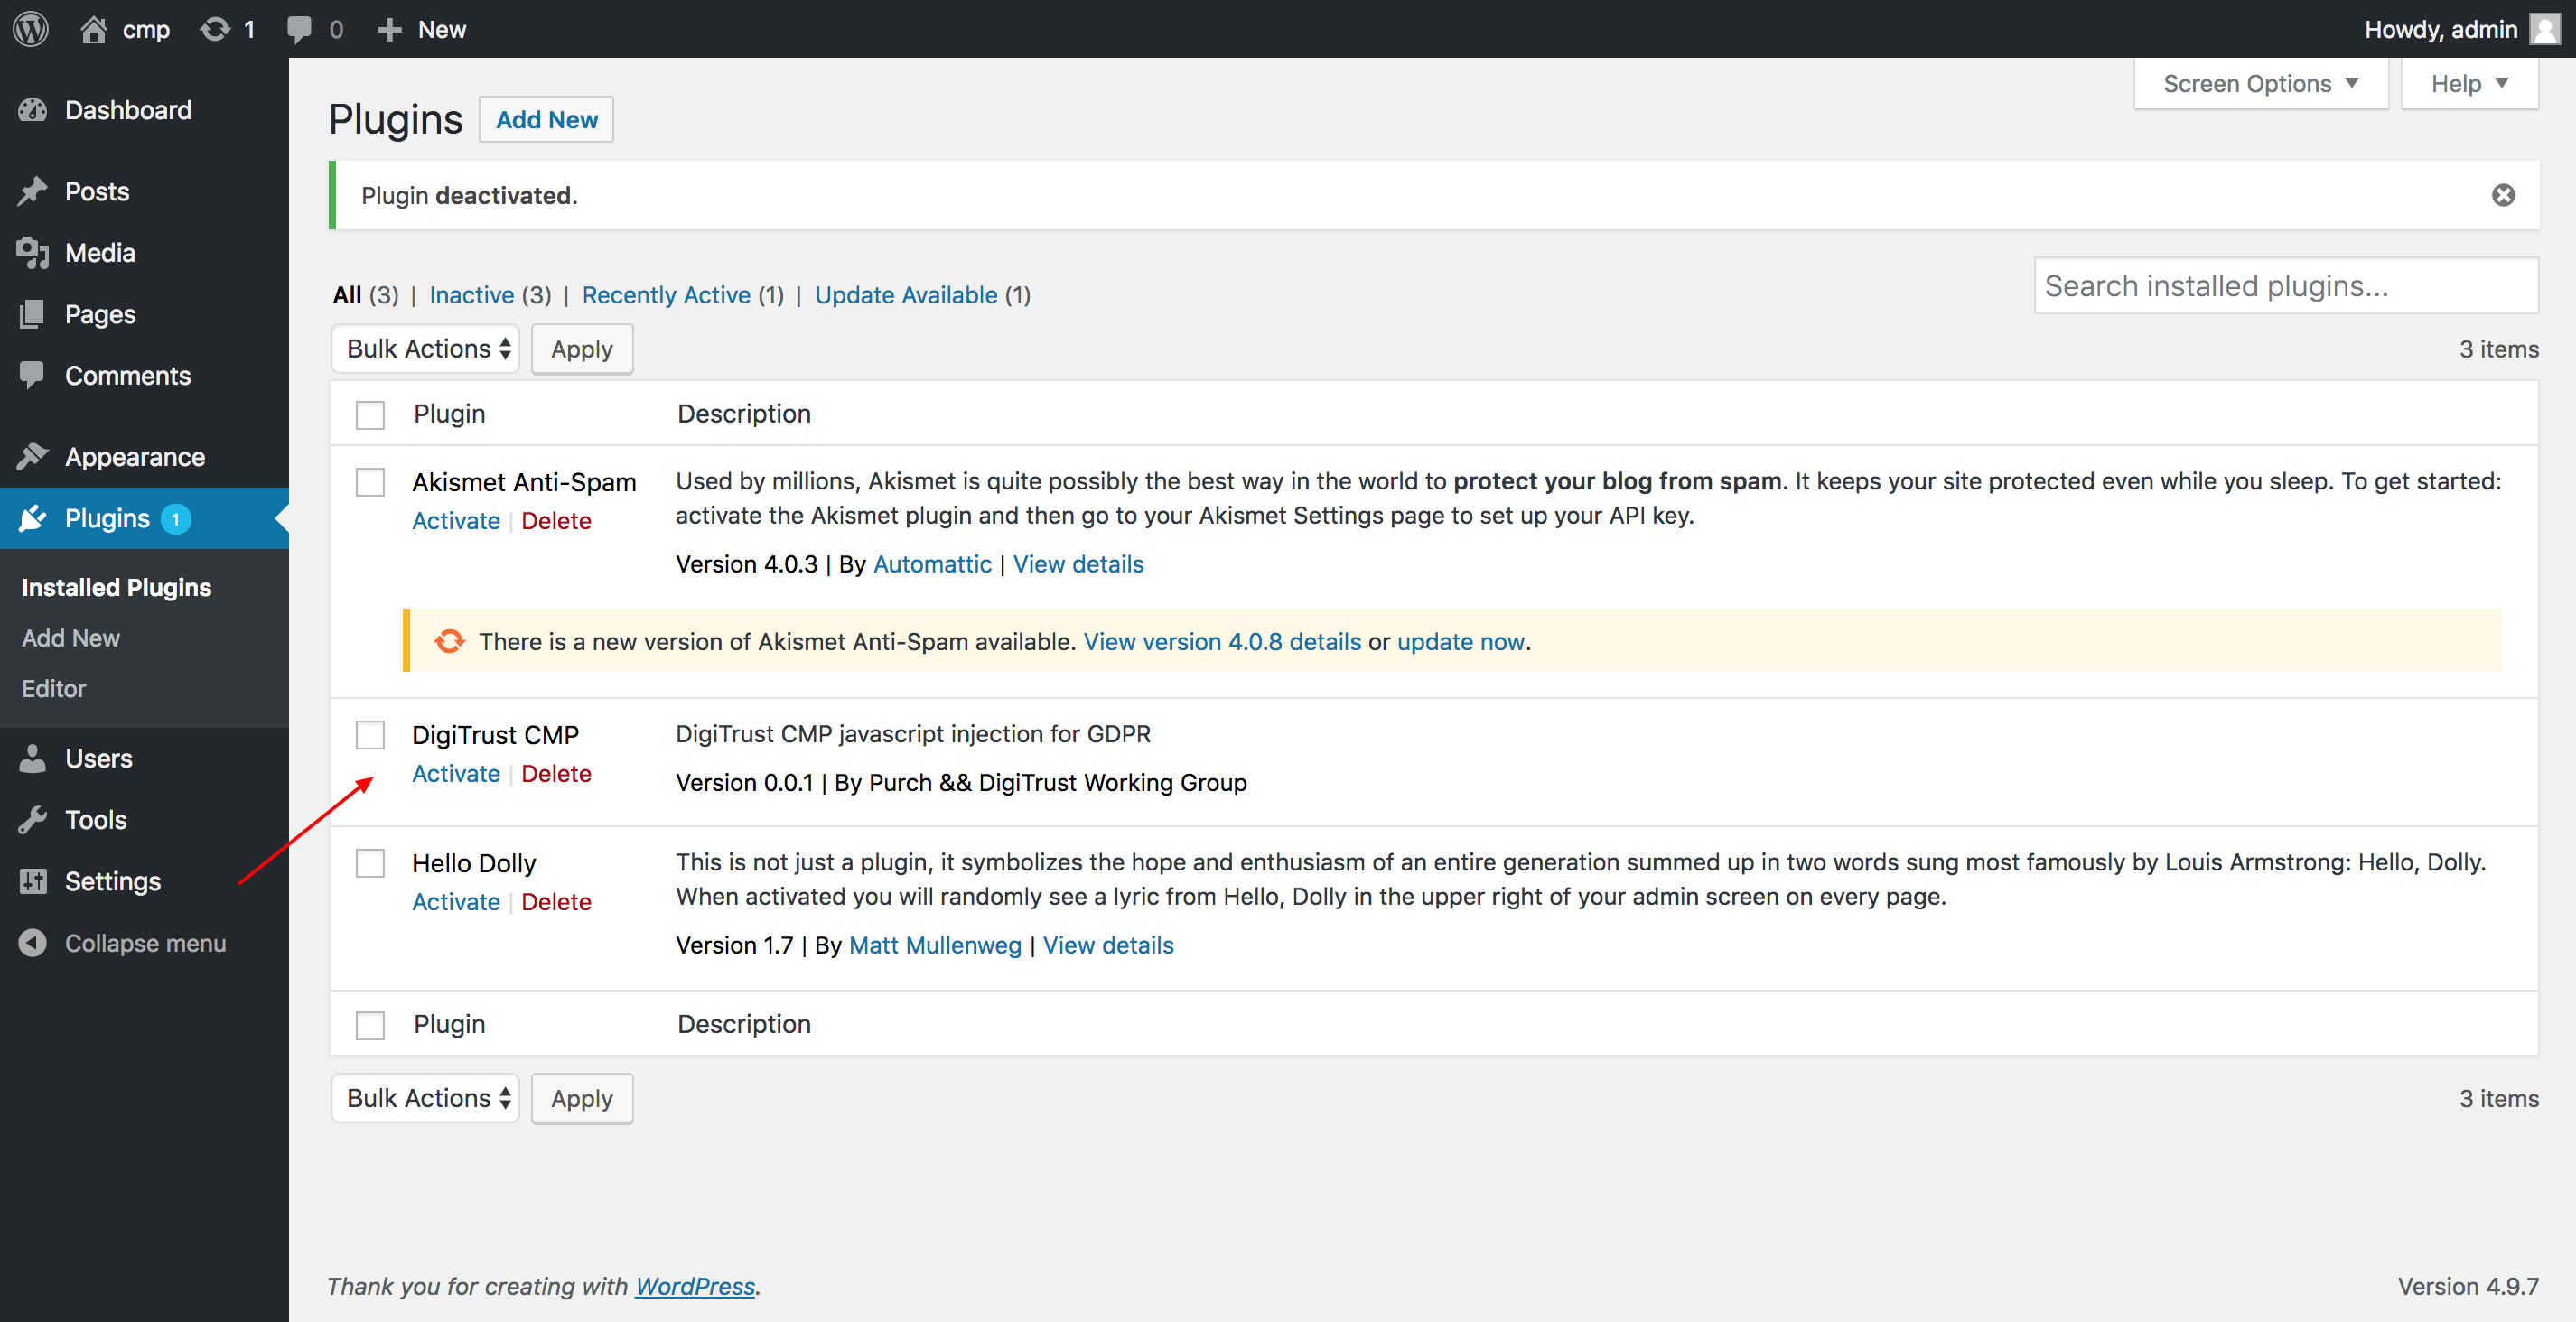 cmp 1 0 New Howdy, admin
Dashboard
Posts
Media
Pages
Comments
Appearance
Plugins 1
Installed Plugins
Add New
Editor
Users
Tools
Settings
Collapse menu
Screen Options Help
Plugins Add New
Plugin deactivated.
All (3) | Inactive (3) | Recently Active (1) | Update Available (1)
Search installed plugins...
Bulk Actions Apply 3 items
Plugin Description
Akismet Anti-Spam
Activate | Delete
Used by millions, Akismet is quite possibly the best way in the world to protect your blog from spam. It keeps your site protected even while you sleep. To get started:
activate the Akismet plugin and then go to your Akismet Settings page to set up your API key.
Version 4.0.3 | By Automattic | View details
There is a new version of Akismet Anti-Spam available. View version 4.0.8 details or update now.
DigiTrust CMP
Activate | Delete
DigiTrust CMP javascript injection for GDPR
Version 0.0.1 | By Purch && DigiTrust Working Group
Hello Dolly
Activate | Delete
This is not just a plugin, it symbolizes the hope and enthusiasm of an entire generation summed up in two words sung most famously by Louis Armstrong: Hello, Dolly.
When activated you will randomly see a lyric from Hello, Dolly in the upper right of your admin screen on every page.
Version 1.7 | By Matt Mullenweg | View details
Plugin Description
Bulk Actions Apply 3 items
Thank you for creating with WordPress. Version 4.9.7